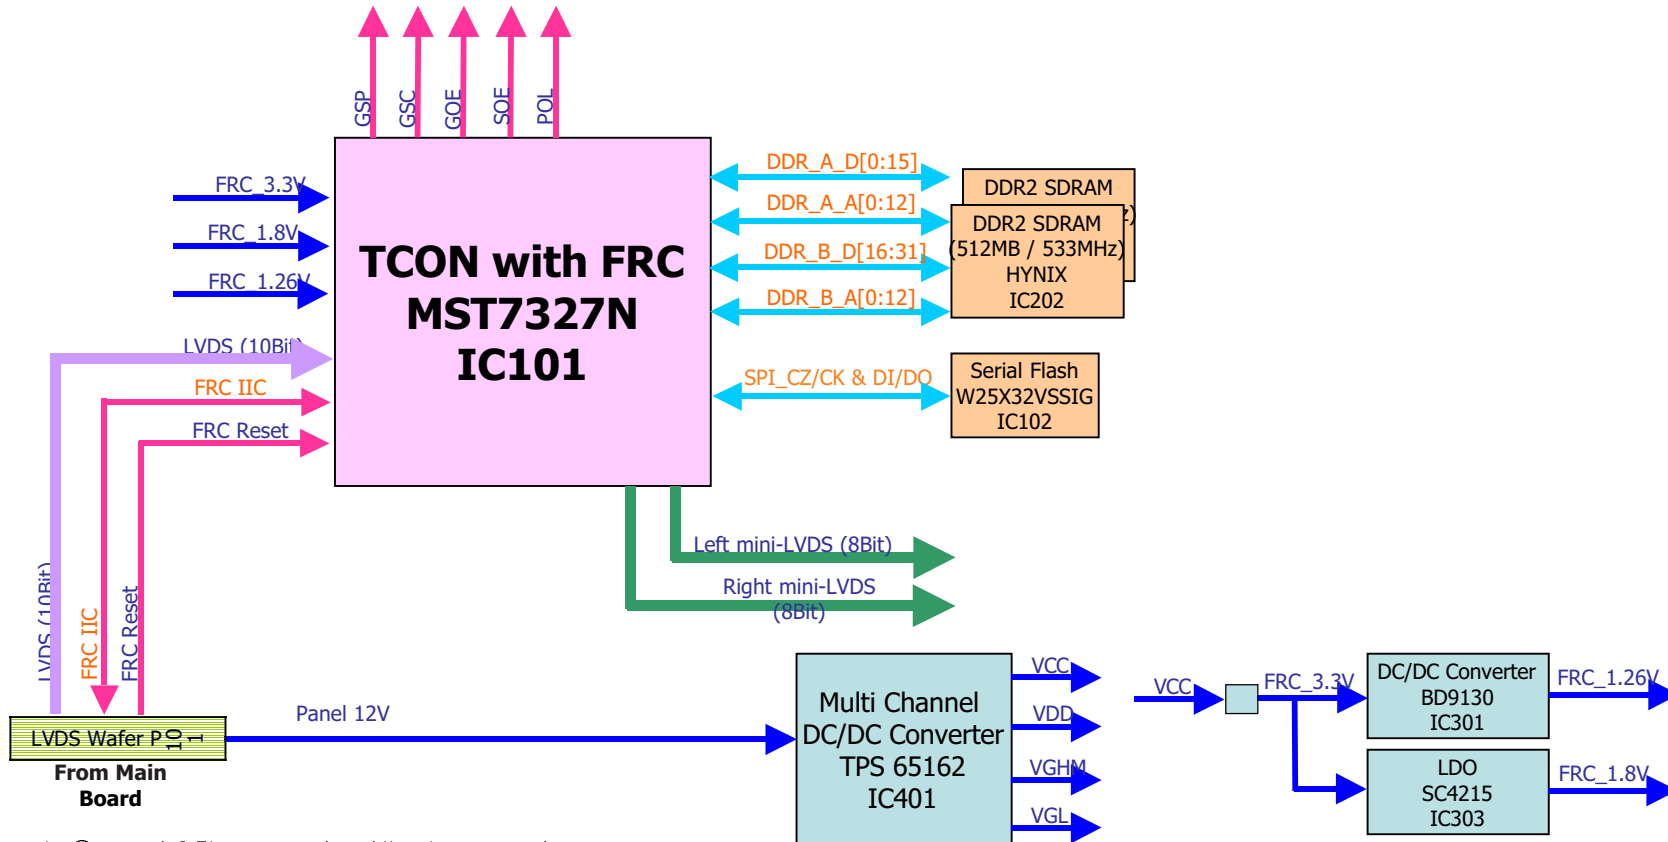 GSP
GSC
GOE
SOE
POL
FRC_3.3V
FRC_1.8V
FRC_1.26V
LVDS (10Bit)
FRC IIC
FRC Reset
TCON with FRC
MST7327N
IC101
DDR_A_D[0:15]
DDR_A_A[0:12]
DDR_B_D[16:31]
DDR_B_A[0:12]
SPI_CZ/CK & DI/DO
DDR2 SDRAM
DDR2 SDRAM
(512MB / 533MHz)
HYNIX
IC202
Serial Flash
W25X32VSSIG
IC102
Left mini-LVDS (8Bit)
Right mini-LVDS
(8Bit)
LVDS (10Bit)
FRC IIC
FRC Reset
LVDS Wafer P
10
1
From Main
Board
Panel 12V
Multi Channel
DC/DC Converter
TPS 65162
IC401
VCC
VDD
VGHM
VGL
VCC
FRC_3.3V
DC/DC Converter
BD9130
IC301
FRC_1.26V
LDO
SC4215
IC303
FRC_1.8V